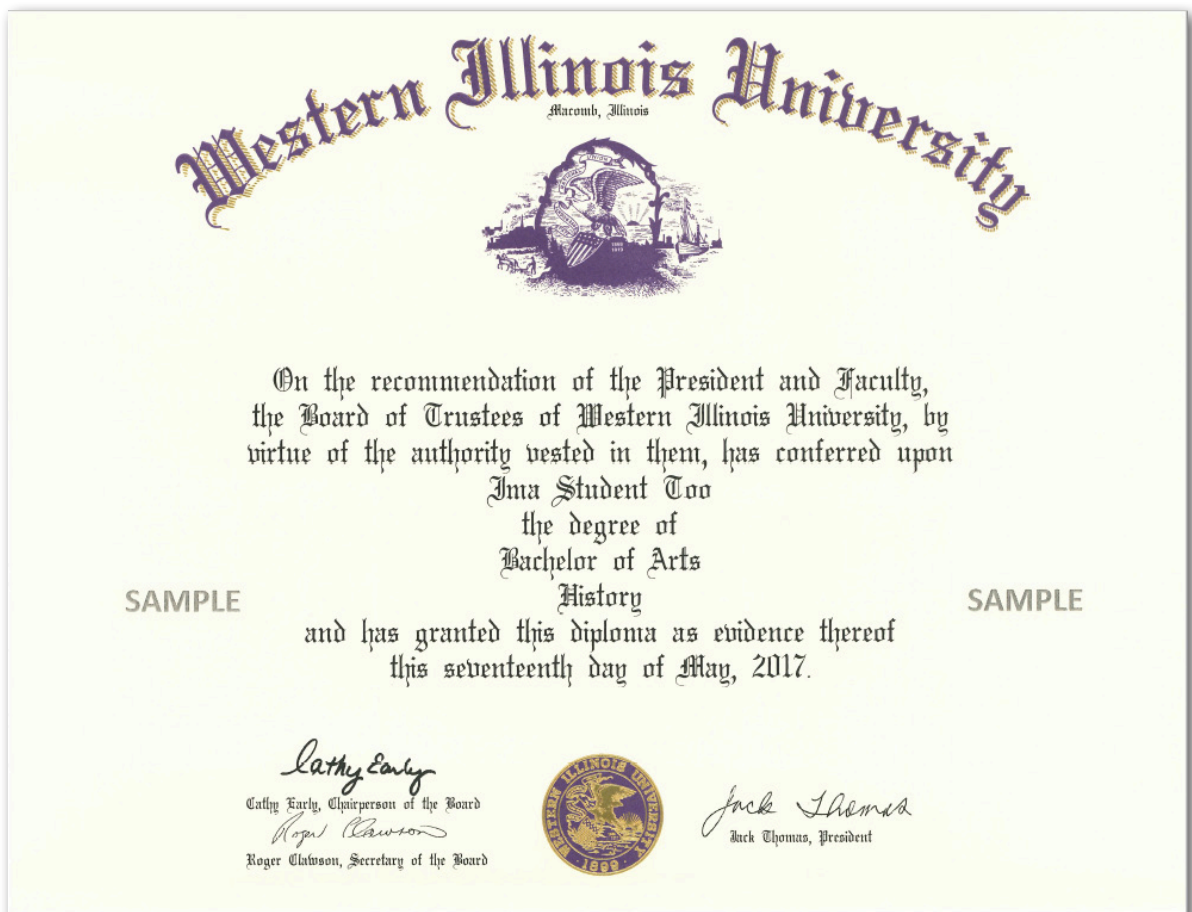 Western Illinois University
Macomb, Illinois
On the recommendation of the President and Faculty,
the Board of Trustees of Western Illinois University, by
virtue of the authority vested in them, has conferred upon
Ima Student Too
the degree of
Bachelor of Arts
History
SAMPLE
SAMPLE
and has granted this diploma as evidence thereof
this seventeenth day of May, 2017.
Cathy Early
Cathy Early, Chairperson of the Board
Roger Clawson
Roger Clawson, Secretary of the Board
WESTERN ILLINOIS UNIVERSITY
1899
Jack Thomas
Jack Thomas, President